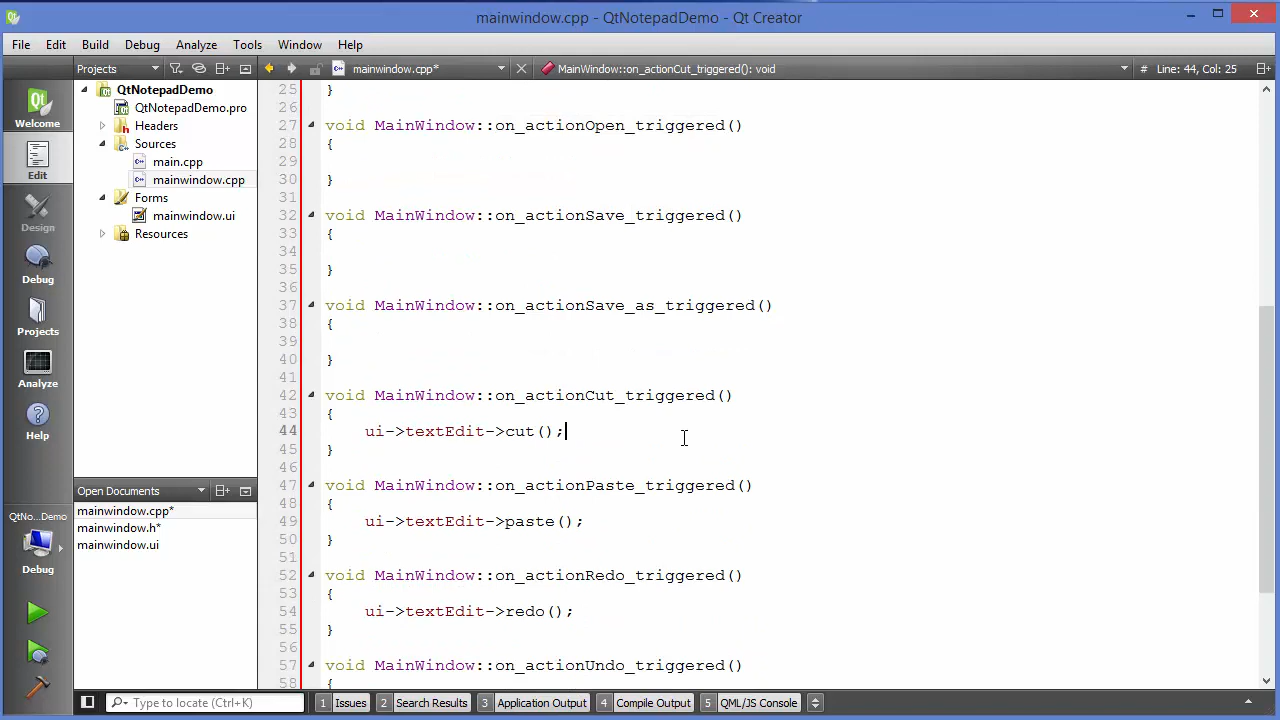 mainwindow.cpp - QtNotepadDemo - Qt Creator
File Edit Build Debug Analyze Tools Window Help
Projects mainwindow.cpp* MainWindow::on_actionCut_triggered(): void # Line: 44, Col: 25
Qt
Welcome
Edit
Design
Debug
Projects
Analyze
Help
QtNo...Demo
Debug
QtNotepadDemo
QtNotepadDemo.pro
Headers
Sources
main.cpp
mainwindow.cpp
Forms
mainwindow.ui
Resources
Open Documents
mainwindow.cpp*
mainwindow.h*
mainwindow.ui
25 }
26
27 void MainWindow::on_actionOpen_triggered()
28 {
29
30 }
31
32 void MainWindow::on_actionSave_triggered()
33 {
34
35 }
36
37 void MainWindow::on_actionSave_as_triggered()
38 {
39
40 }
41
42 void MainWindow::on_actionCut_triggered()
43 {
44     ui->textEdit->cut();
45 }
46
47 void MainWindow::on_actionPaste_triggered()
48 {
49     ui->textEdit->paste();
50 }
51
52 void MainWindow::on_actionRedo_triggered()
53 {
54     ui->textEdit->redo();
55 }
56
57 void MainWindow::on_actionUndo_triggered()
58 {
Type to locate (Ctrl+K) 1 Issues 2 Search Results 3 Application Output 4 Compile Output 5 QML/JS Console